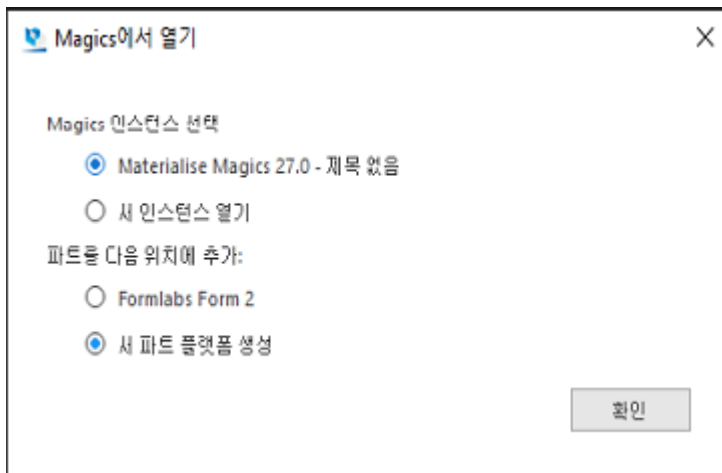 Magics에서 열기
Magics 인스턴스 선택
Materialise Magics 27.0 - 제목 없음
새 인스턴스 열기
파트를 다음 위치에 추가:
Formlabs Form 2
새 파트 플랫폼 생성
확인